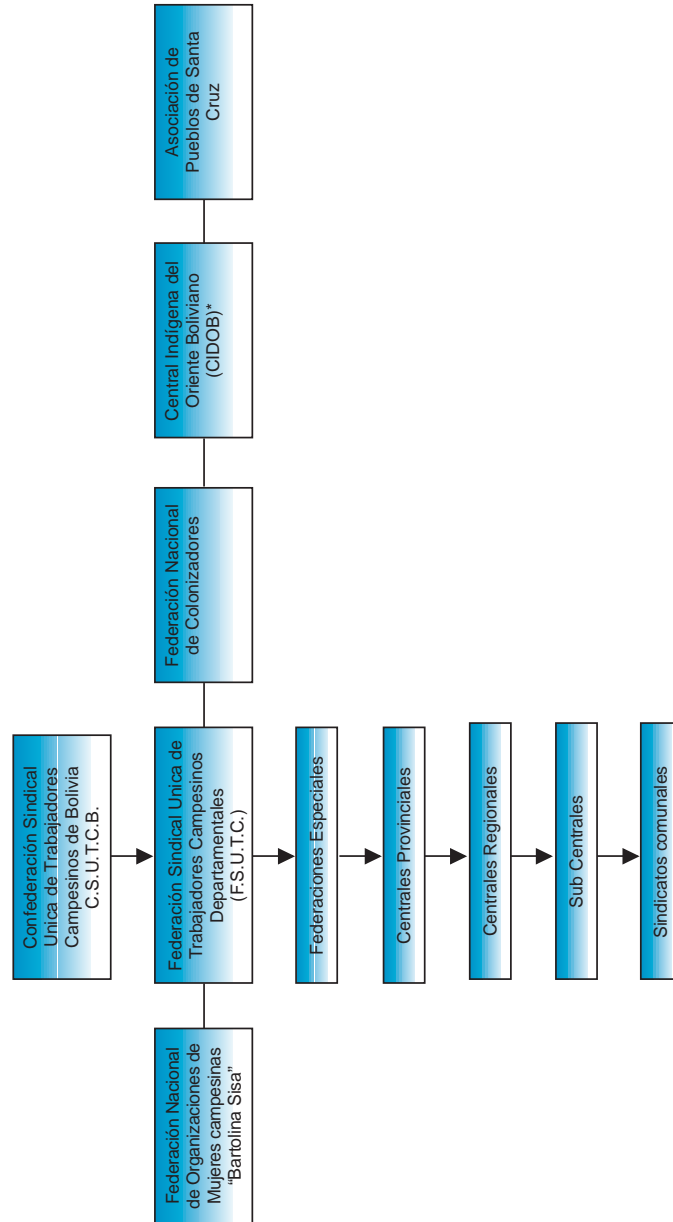 Confederación Sindical
Unica de Trabajadores
Campesinos de Bolivia
C.S.U.T.C.B.
Federación Nacional
de Organizaciones de
Mujeres campesinas
“Bartolina Sisa”
Federación Sindical Unica de
Trabajadores Campesinos
Departamentales
(F.S.U.T.C.)
Federación Nacional
de Colonizadores
Central Indígena del
Oriente Boliviano
(CIDOB)*
Asociación de
Pueblos de Santa
Cruz
Federaciones Especiales
Centrales Provinciales
Centrales Regionales
Sub Centrales
Sindicatos comunales